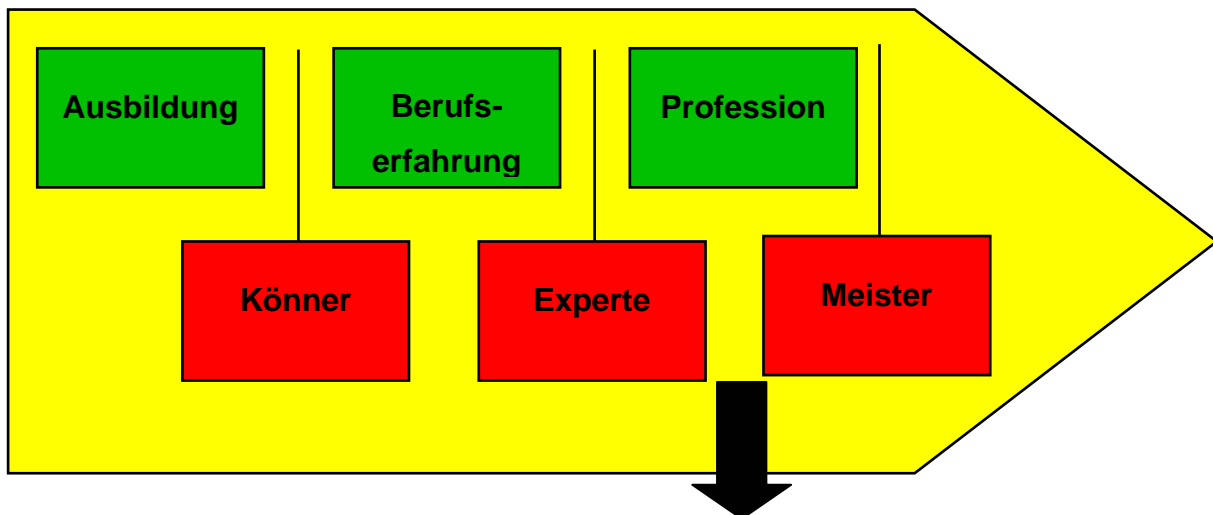 Ausbildung
Berufs-
erfahrung
Profession
Könner
Experte
Meister